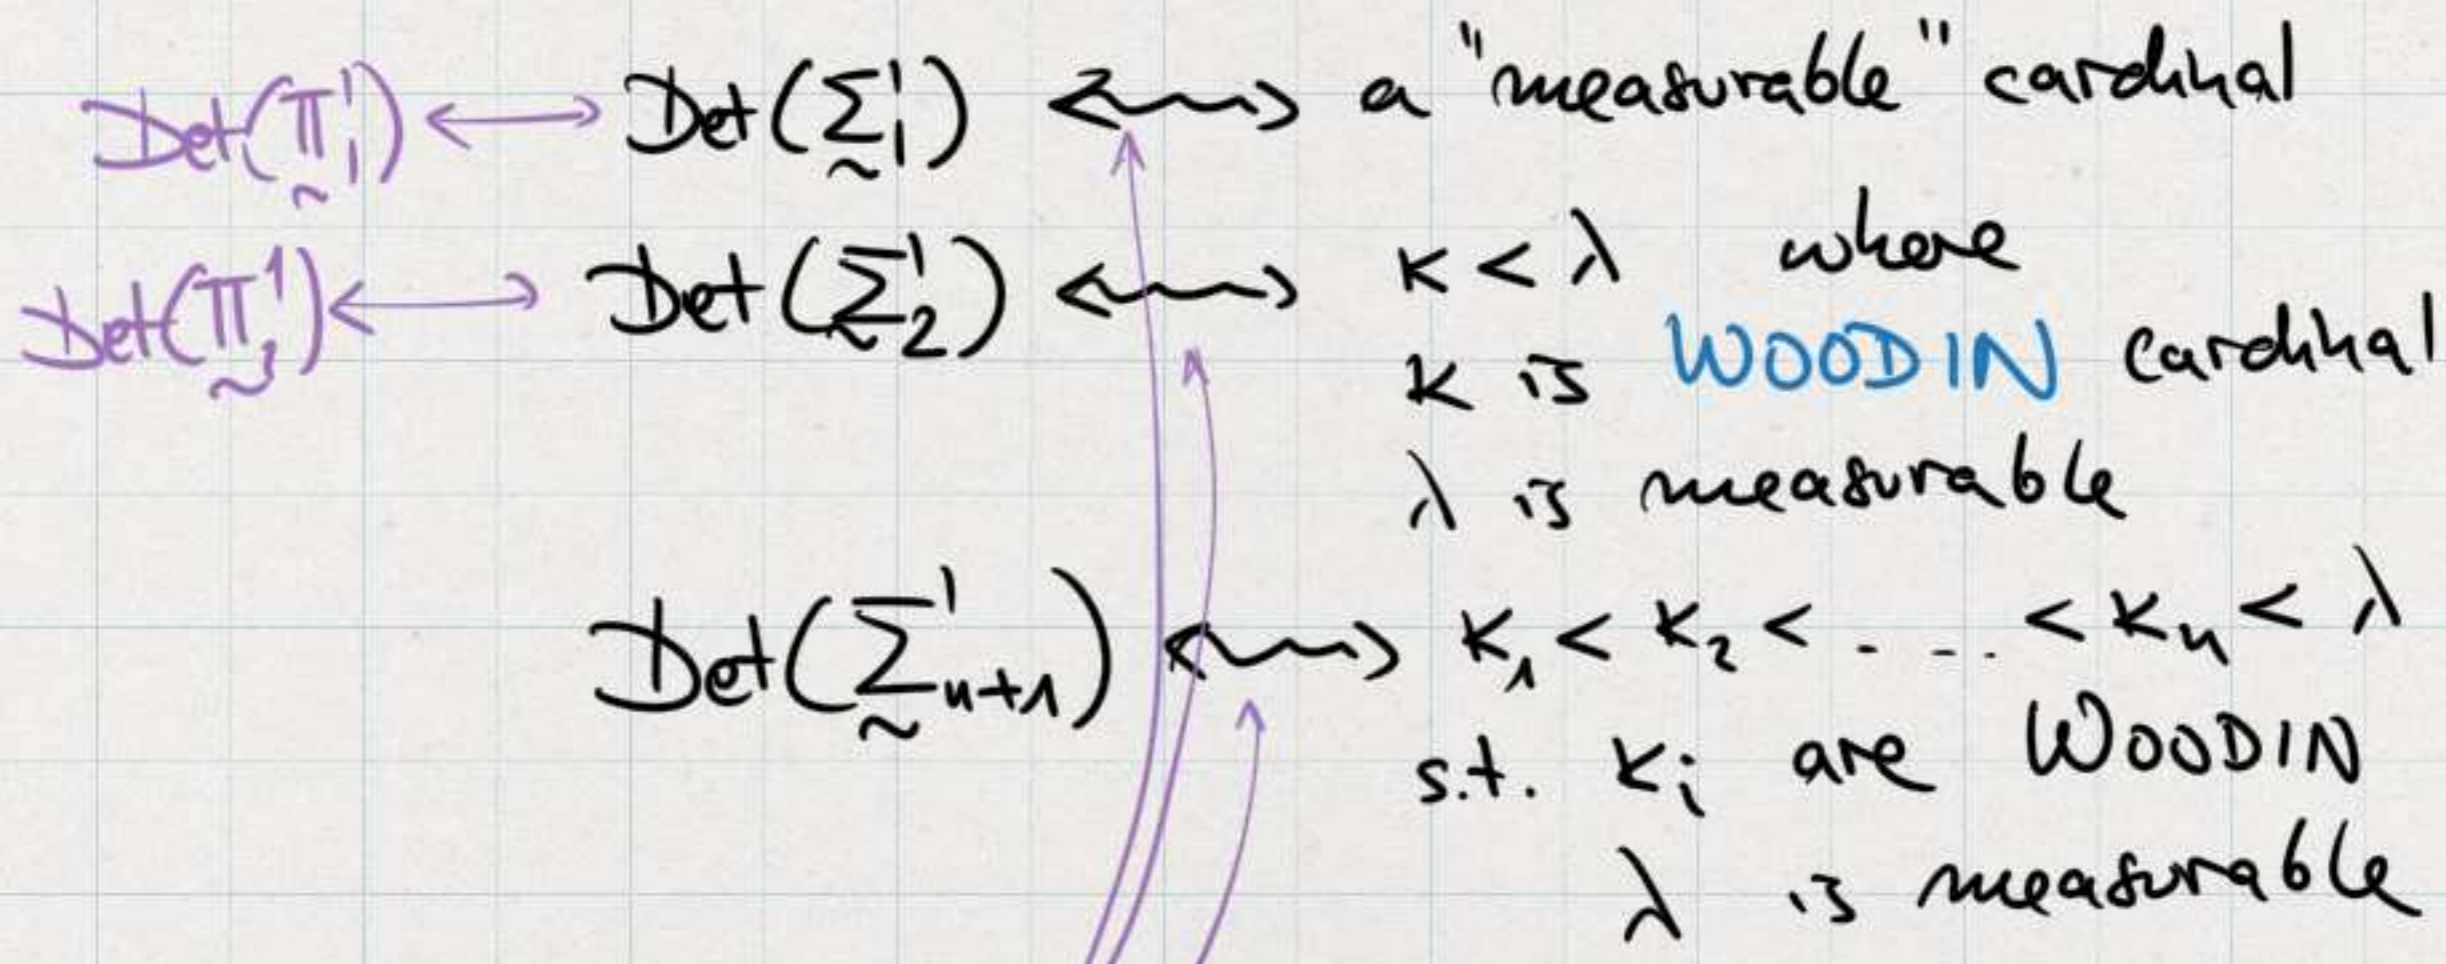 Det(Π̰¹₁) ⟷ Det(Σ̰¹₁) ⟿ a "measurable" cardinal
Det(Π̰¹) ⟷ Det(Σ̰¹₂) ⟿ κ < λ where
κ is WOODIN cardinal
λ is measurable
Det(Σ̰¹ₙ₊₁) ⟿ κ₁ < κ₂ < ... < κₙ < λ
s.t. κᵢ are WOODIN
λ is measurable